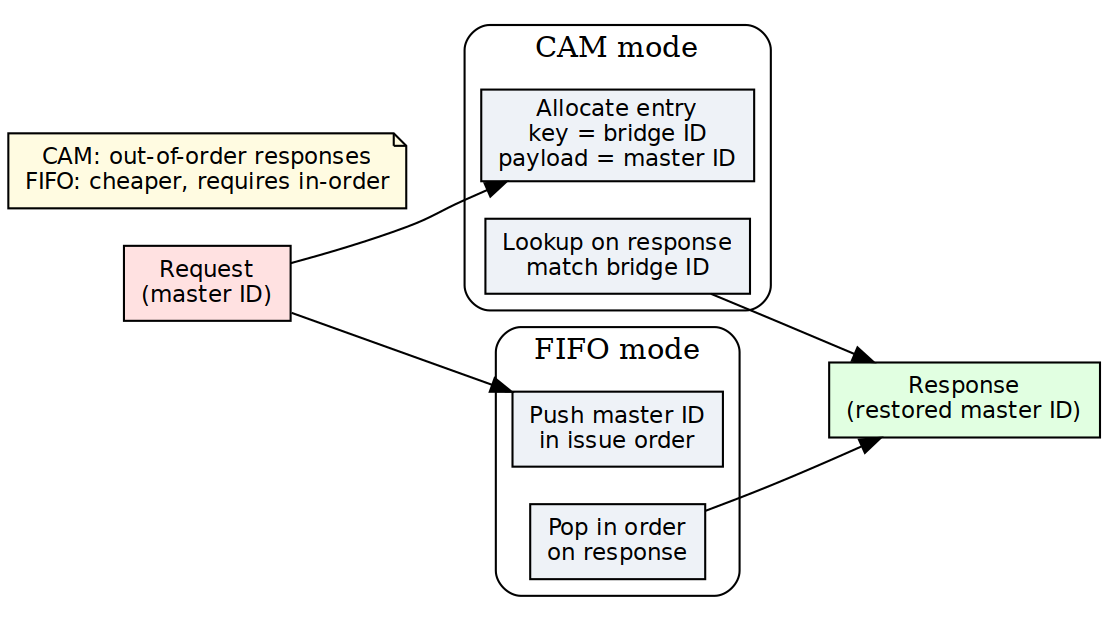 CAM mode
Allocate entry
key = bridge ID
payload = master ID
CAM: out-of-order responses
FIFO: cheaper, requires in-order
Lookup on response
match bridge ID
Request
(master ID)
FIFO mode
Push master ID
in issue order
Response
(restored master ID)
Pop in order
on response